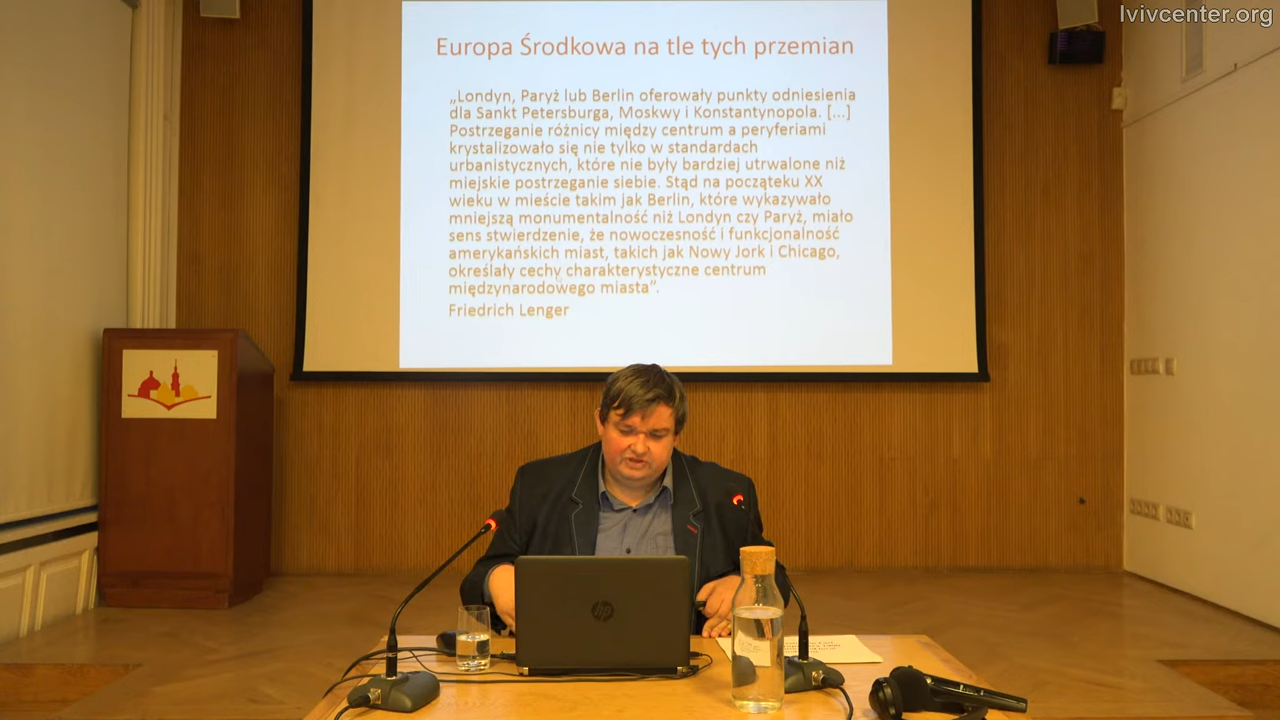 lvivcenter.org
Europa Środkowa na tle tych przemian
„Londyn, Paryż lub Berlin oferowały punkty odniesienia
dla Sankt Petersburga, Moskwy i Konstantynopola. [...]
Postrzeganie różnicy między centrum a peryferiami
krystalizowało się nie tylko w standardach
urbanistycznych, które nie były bardziej utrwalone niż
miejskie postrzeganie siebie. Stąd na początku XX
wieku w mieście takim jak Berlin, które wykazywało
mniejszą monumentalność niż Londyn czy Paryż, miało
sens stwierdzenie, że nowoczesność i funkcjonalność
amerykańskich miast, takich jak Nowy Jork i Chicago,
określały cechy charakterystyczne centrum
międzynarodowego miasta“.
Friedrich Lenger
hp